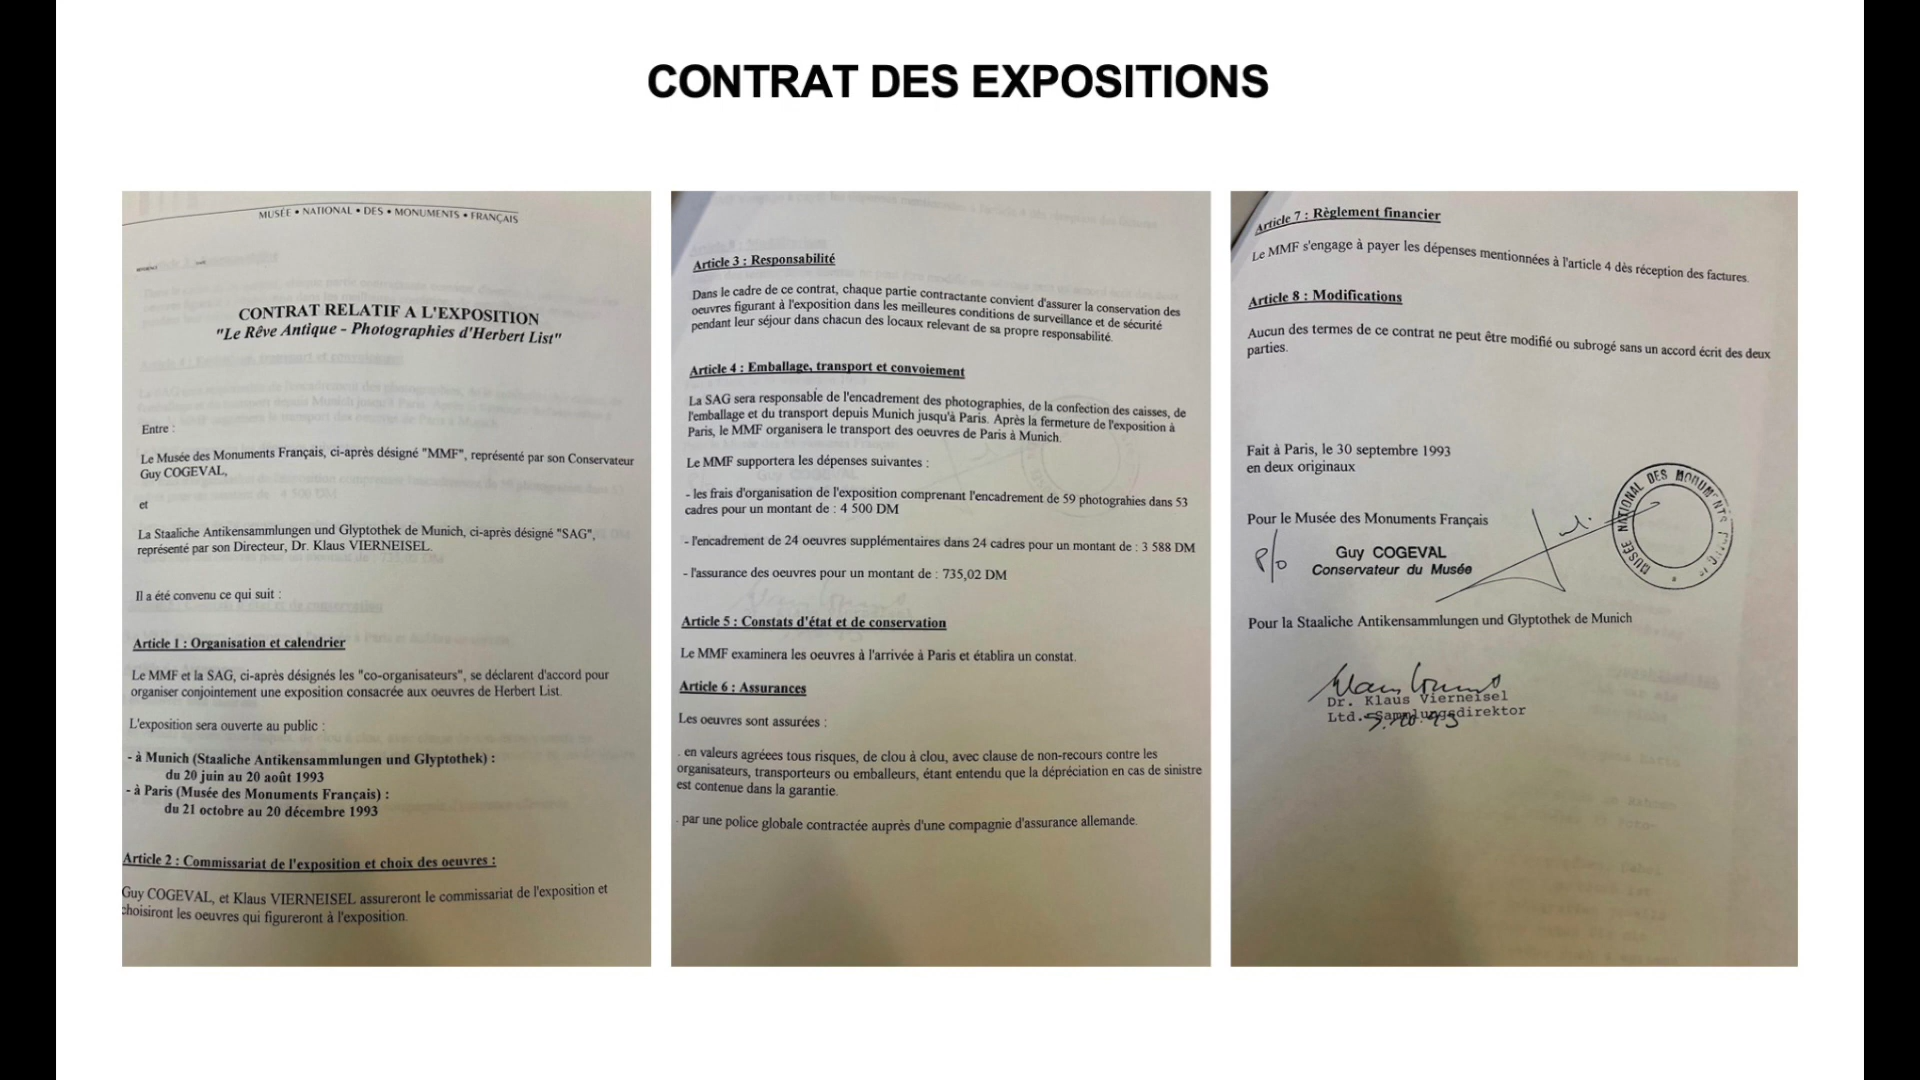 CONTRAT DES EXPOSITIONS
MUSÉE • NATIONAL • DES • MONUMENTS • FRANÇAIS
CONTRAT RELATIF A L'EXPOSITION
"Le Rêve Antique - Photographies d'Herbert List"
Entre :
Le Musée des Monuments Français, ci-après désigné "MMF", représenté par son Conservateur
Guy COGEVAL,
et
La Staaliche Antikensammlungen und Glyptothek de Munich, ci-après désigné "SAG",
représenté par son Directeur, Dr. Klaus VIERNEISEL.
Il a été convenu ce qui suit :
Article 1 : Organisation et calendrier
Le MMF et la SAG, ci-après désignés les "co-organisateurs", se déclarent d'accord pour
organiser conjointement une exposition consacrée aux oeuvres de Herbert List.
L'exposition sera ouverte au public :
- à Munich (Staaliche Antikensammlungen und Glyptothek) :
du 20 juin au 20 août 1993
- à Paris (Musée des Monuments Français) :
du 21 octobre au 20 décembre 1993
Article 2 : Commissariat de l'exposition et choix des oeuvres :
Guy COGEVAL, et Klaus VIERNEISEL assureront le commissariat de l'exposition et
choisiront les oeuvres qui figureront à l'exposition.
Article 3 : Responsabilité
Dans le cadre de ce contrat, chaque partie contractante convient d'assurer la conservation des
oeuvres figurant à l'exposition dans les meilleures conditions de surveillance et de sécurité
pendant leur séjour dans chacun des locaux relevant de sa propre responsabilité.
Article 4 : Emballage, transport et convoiement
La SAG sera responsable de l'encadrement des photographies, de la confection des caisses, de
l'emballage et du transport depuis Munich jusqu'à Paris. Après la fermeture de l'exposition à
Paris, le MMF organisera le transport des oeuvres de Paris à Munich.
Le MMF supportera les dépenses suivantes :
- les frais d'organisation de l'exposition comprenant l'encadrement de 59 photograhies dans 53
cadres pour un montant de : 4 500 DM
- l'encadrement de 24 oeuvres supplémentaires dans 24 cadres pour un montant de : 3 588 DM
- l'assurance des oeuvres pour un montant de : 735,02 DM
Article 5 : Constats d'état et de conservation
Le MMF examinera les oeuvres à l'arrivée à Paris et établira un constat.
Article 6 : Assurances
Les oeuvres sont assurées :
. en valeurs agréees tous risques, de clou à clou, avec clause de non-recours contre les
organisateurs, transporteurs ou emballeurs, étant entendu que la dépréciation en cas de sinistre
est contenue dans la garantie.
. par une police globale contractée auprès d'une compagnie d'assurance allemande.
Article 7 : Règlement financier
Le MMF s'engage à payer les dépenses mentionnées à l'article 4 dès réception des factures.
Article 8 : Modifications
Aucun des termes de ce contrat ne peut être modifié ou subrogé sans un accord écrit des deux
parties.
Fait à Paris, le 30 septembre 1993
en deux originaux
Pour le Musée des Monuments Français
P/o
Guy COGEVAL
Conservateur du Musée
MUSÉE NATIONAL DES MONUMENTS
Pour la Staaliche Antikensammlungen und Glyptothek de Munich
Dr. Klaus Vierneisel
Ltd. Sammlungsdirektor